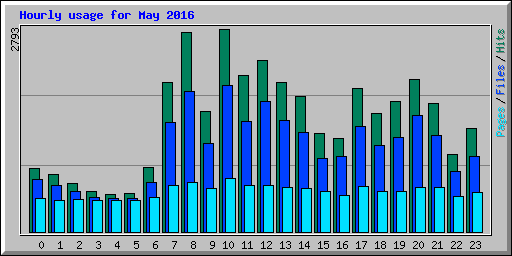 Hourly usage for May 2016
2793
Pages/Files/Hits
0 1 2 3 4 5 6 7 8 9 10 11 12 13 14 15 16 17 18 19 20 21 22 23